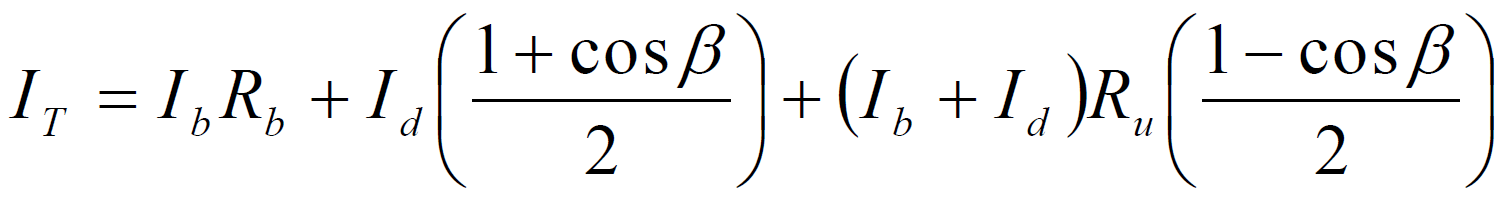 I_T = I_b R_b + I_d ( (1 + cos β) / 2 ) + (I_b + I_d) R_u ( (1 − cos β) / 2 )